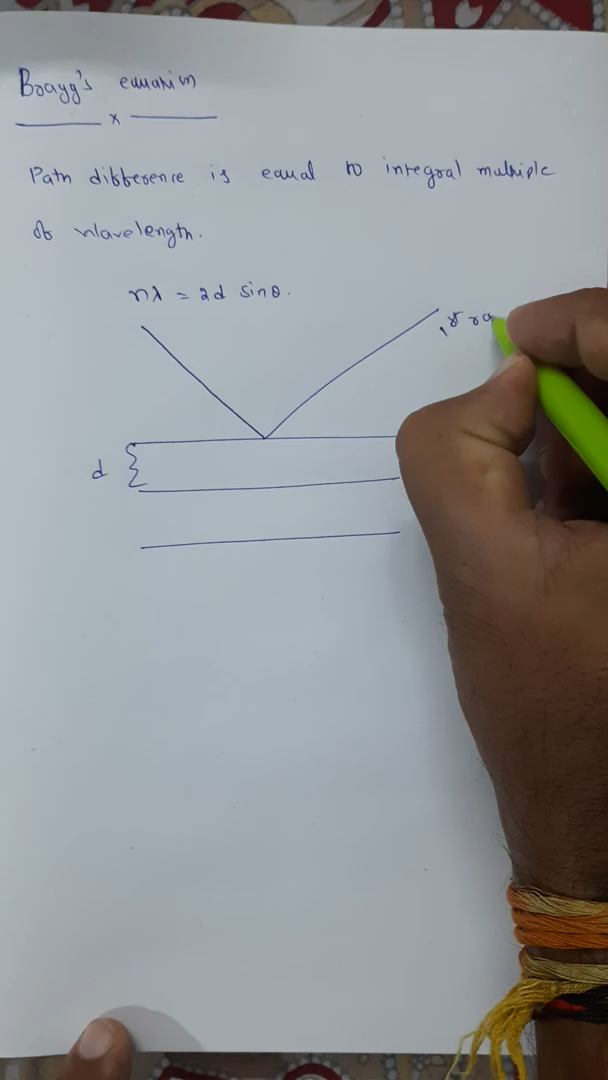 Bragg's equation
x
Path difference is equal to integral multiple
of wavelength.
nλ = 2d sinθ.
d